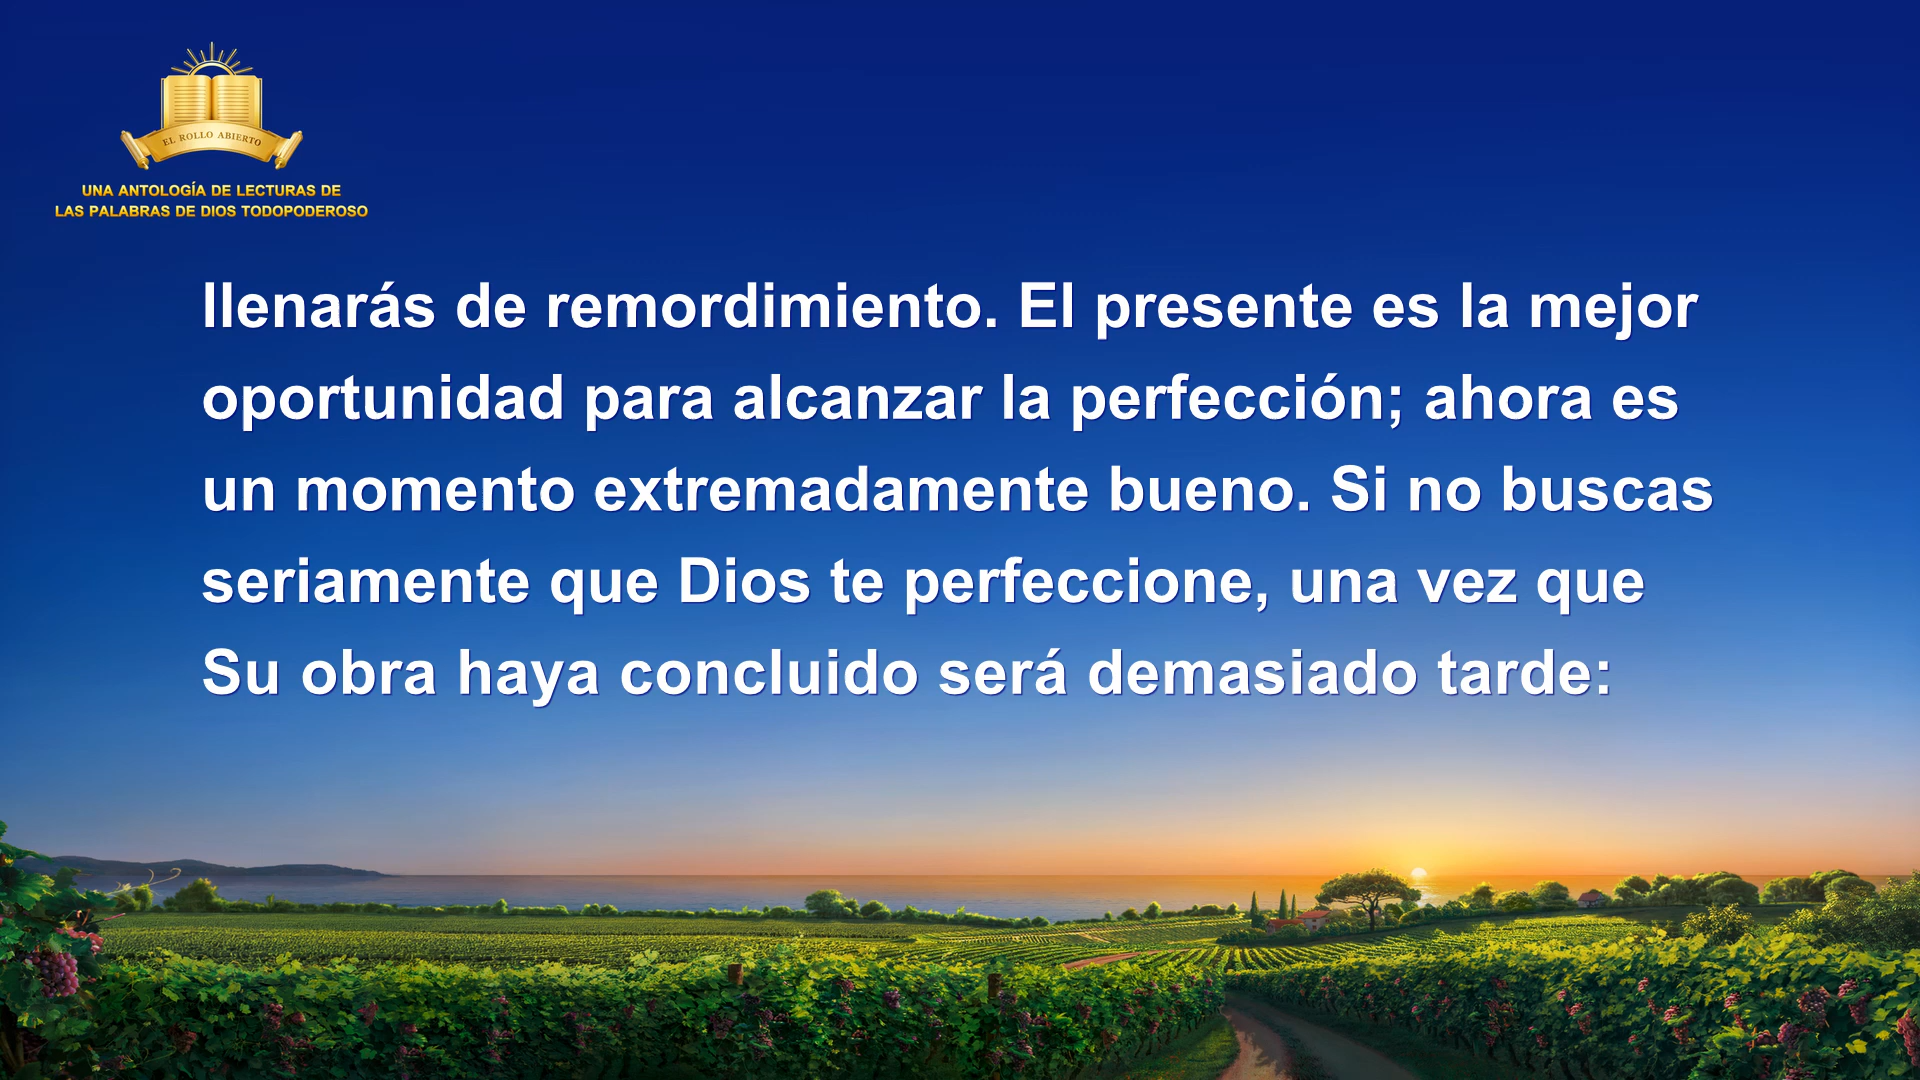 EL ROLLO ABIERTO
UNA ANTOLOGÍA DE LECTURAS DE
LAS PALABRAS DE DIOS TODOPODEROSO
llenarás de remordimiento. El presente es la mejor
oportunidad para alcanzar la perfección; ahora es
un momento extremadamente bueno. Si no buscas
seriamente que Dios te perfeccione, una vez que
Su obra haya concluido será demasiado tarde: